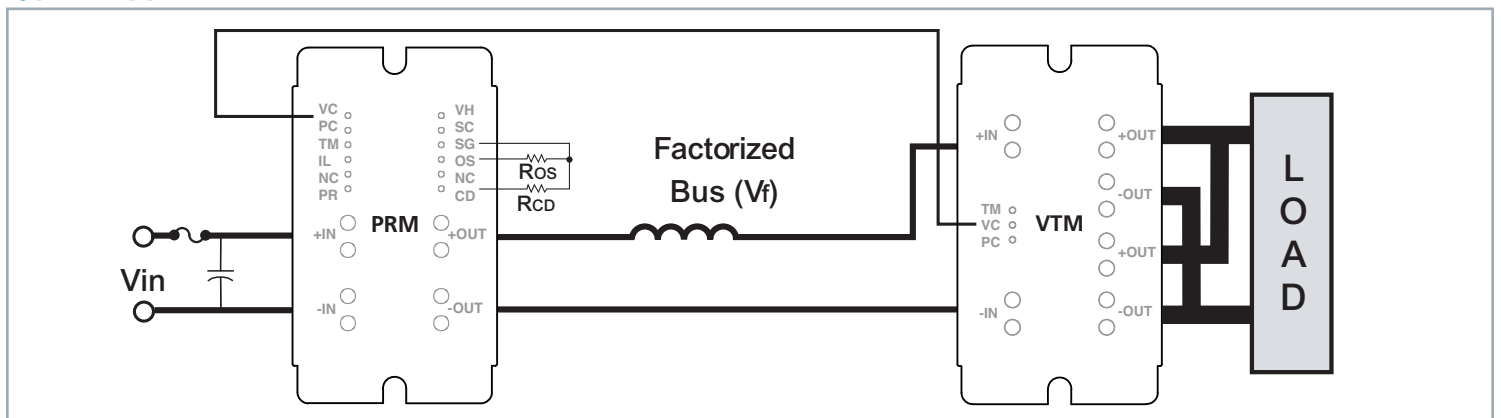 VC
PC
TM
IL
NC
PR
VH
SC
SG
OS
NC
CD
ROS
RCD
PRM
+IN
-IN
+OUT
-OUT
Vin
Factorized
Bus (Vf)
+IN
-IN
TM
VC
PC
VTM
+OUT
-OUT
+OUT
-OUT
L
O
A
D